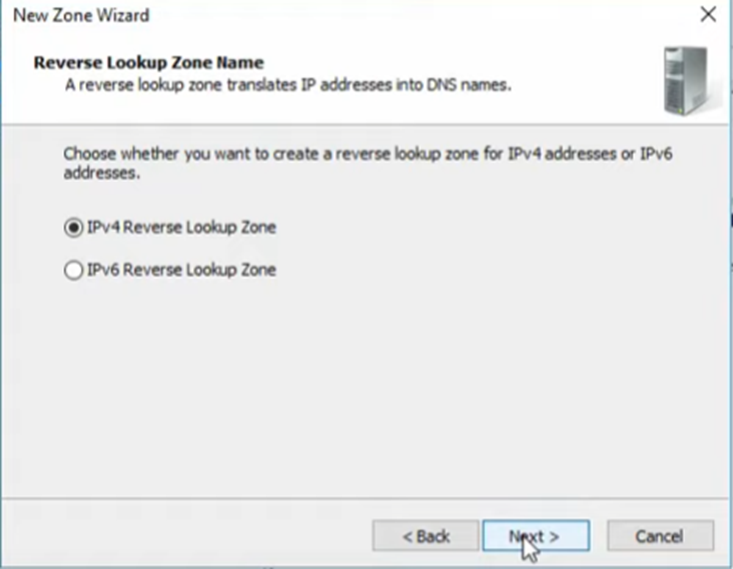 New Zone Wizard
Reverse Lookup Zone Name
A reverse lookup zone translates IP addresses into DNS names.
Choose whether you want to create a reverse lookup zone for IPv4 addresses or IPv6
addresses.
IPv4 Reverse Lookup Zone
IPv6 Reverse Lookup Zone
< Back Next > Cancel